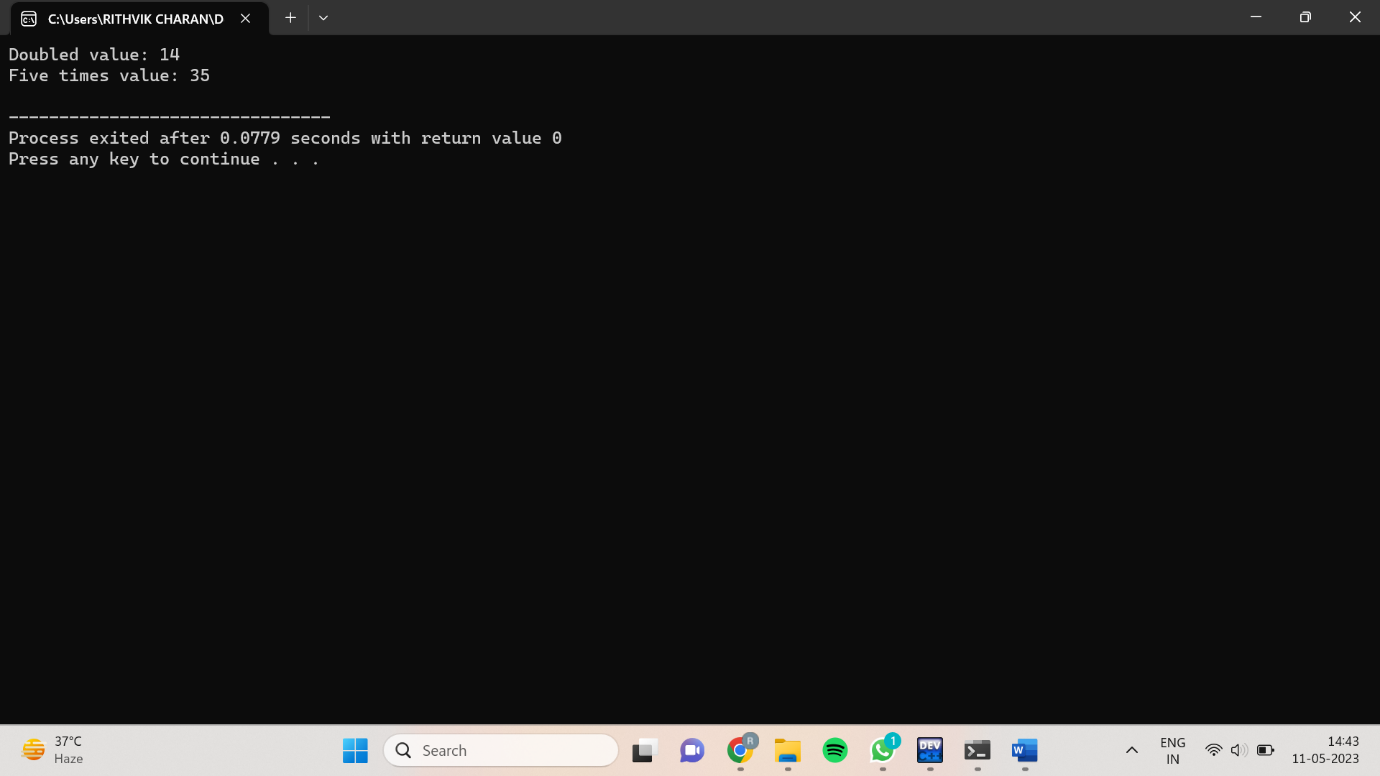 C:\Users\RITHVIK CHARAN\D
Doubled value: 14
Five times value: 35
--------------------------------
Process exited after 0.0779 seconds with return value 0
Press any key to continue . . .
37°C
Haze
Search
R
1
DEV
C++
W
ENG
IN
14:43
11-05-2023